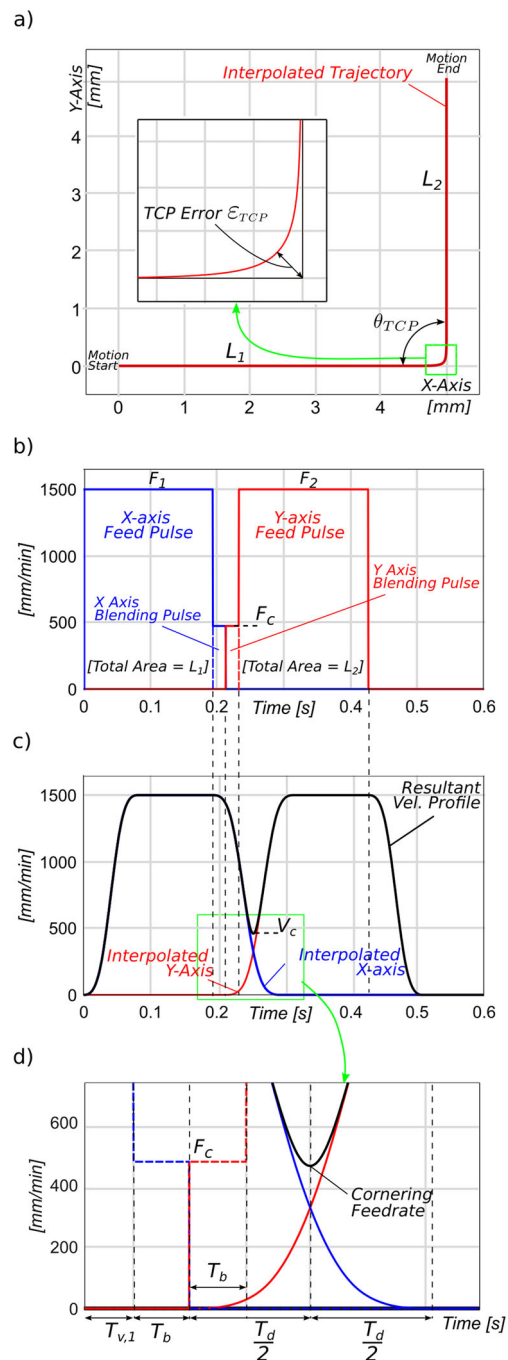 a)
Y-Axis
[mm]
Motion
End
Interpolated Trajectory
4
L2
3
TCP Error ε_TCP
2
1
θ_TCP
L1
Motion
Start
0
X-Axis
0
1
2
3
4
[mm]
b)
F1
F2
1500
X-axis
Feed Pulse
Y-axis
Feed Pulse
[mm/min]
1000
Y Axis
Blending Pulse
X Axis
Blending Pulse
500
Fc
[Total Area = L1]
[Total Area = L2]
0
0
0.1
0.2
Time [s]
0.3
0.4
0.5
0.6
c)
1500
Resultant
Vel. Profile
[mm/min]
1000
500
Vc
Interpolated
Y-Axis
Interpolated
X-axis
0
0
0.1
0.2
Time [s]
0.3
0.4
0.5
0.6
d)
600
[mm/min]
Fc
400
Cornering
Feedrate
200
Tb
0
Tv,1
Tb
Td
2
Td
2
Time [s]